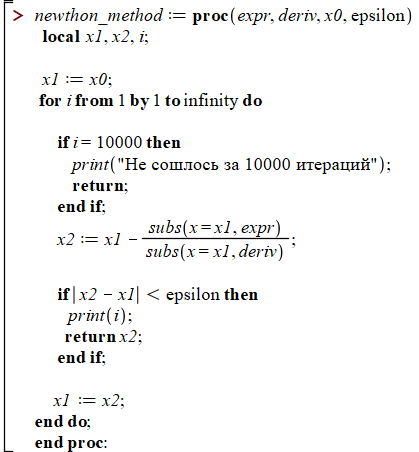 > newthon_method := proc(expr, deriv, x0, epsilon)
local x1, x2, i;
x1 := x0;
for i from 1 by 1 to infinity do
if i = 10000 then
print("Не сошлось за 10000 итераций");
return;
end if;
x2 := x1 - subs(x=x1, expr) / subs(x=x1, deriv);
if |x2 − x1| < epsilon then
print(i);
return x2;
end if;
x1 := x2;
end do;
end proc: